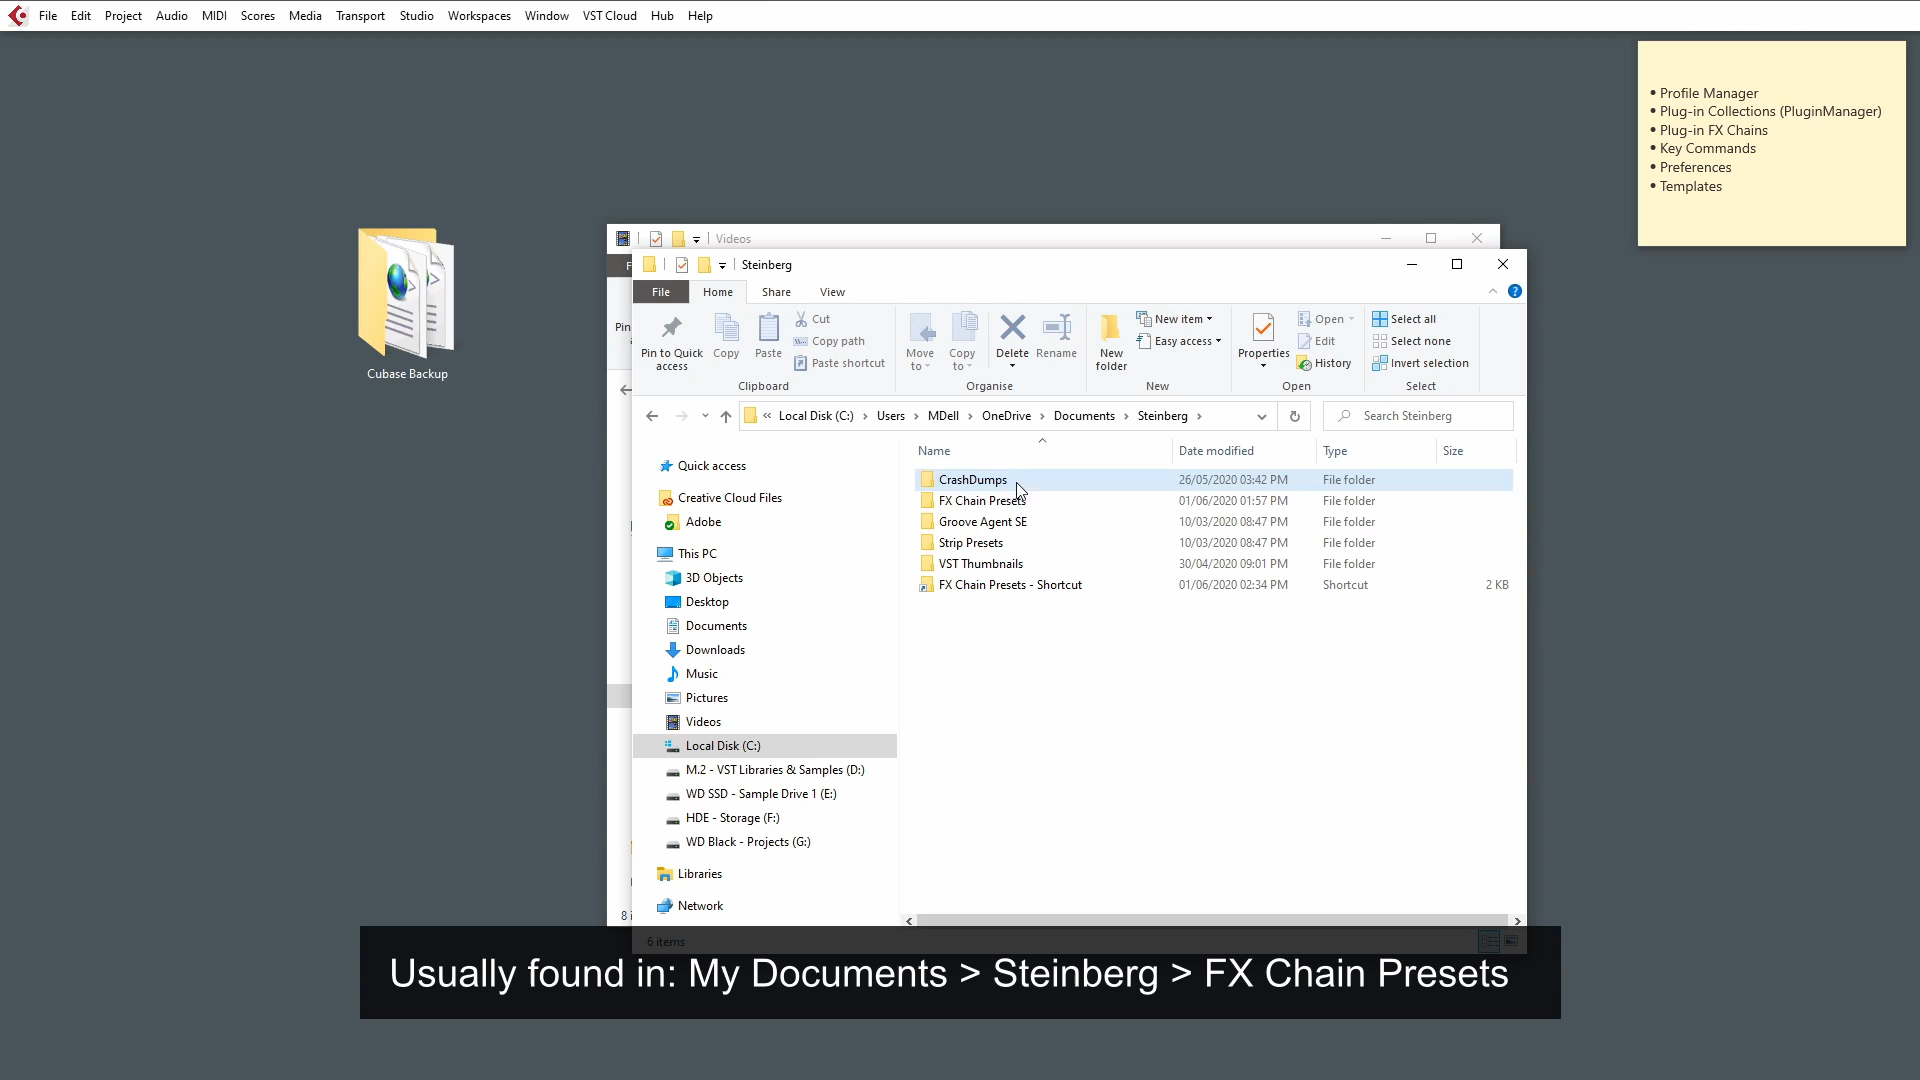 File Edit Project Audio MIDI Scores Media Transport Studio Workspaces Window VST Cloud Hub Help
• Profile Manager
• Plug-in Collections (PluginManager)
• Plug-in FX Chains
• Key Commands
• Preferences
• Templates
Cubase Backup
Videos
Steinberg
File Home Share View
Pin to Quick access
Copy
Paste
Cut
Copy path
Paste shortcut
Clipboard
Move to
Copy to
Delete
Rename
Organise
New folder
New item
Easy access
New
Properties
Open
Edit
History
Open
Select all
Select none
Invert selection
Select
« Local Disk (C:) > Users > MDell > OneDrive > Documents > Steinberg >
Search Steinberg
Name Date modified Type Size
CrashDumps 26/05/2020 03:42 PM File folder
FX Chain Presets 01/06/2020 01:57 PM File folder
Groove Agent SE 10/03/2020 08:47 PM File folder
Strip Presets 10/03/2020 08:47 PM File folder
VST Thumbnails 30/04/2020 09:01 PM File folder
FX Chain Presets - Shortcut 01/06/2020 02:34 PM Shortcut 2 KB
Quick access
Creative Cloud Files
Adobe
This PC
3D Objects
Desktop
Documents
Downloads
Music
Pictures
Videos
Local Disk (C:)
M.2 - VST Libraries & Samples (D:)
WD SSD - Sample Drive 1 (E:)
HDE - Storage (F:)
WD Black - Projects (G:)
Libraries
Network
6 items
Usually found in: My Documents > Steinberg > FX Chain Presets